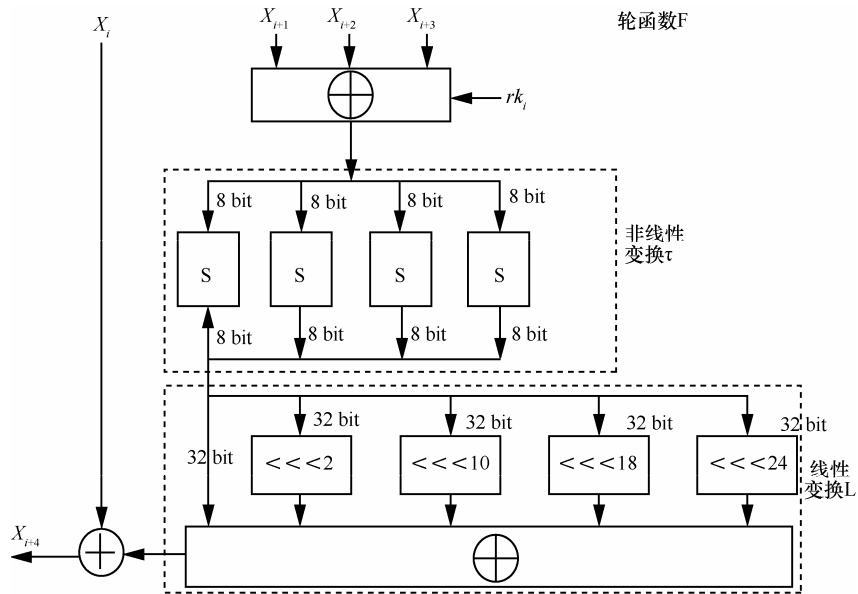 X_i X_{i+1} X_{i+2} X_{i+3} 轮函数F
rk_i
8 bit 8 bit 8 bit 8 bit
S S S S
非线性
变换τ
8 bit 8 bit 8 bit 8 bit
32 bit 32 bit 32 bit 32 bit
32 bit <<<2 <<<10 <<<18 <<<24
线性
变换L
X_{i+4}